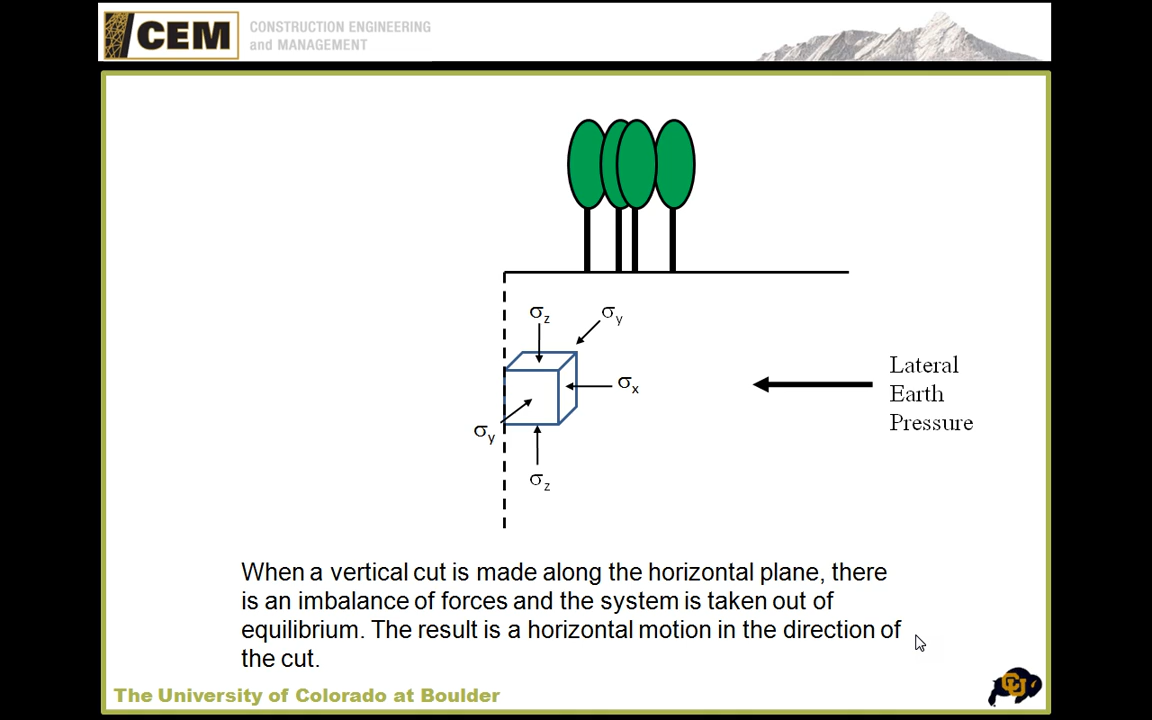 CEM
CONSTRUCTION ENGINEERING
and MANAGEMENT
σz
σy
σx
σy
σz
Lateral
Earth
Pressure
When a vertical cut is made along the horizontal plane, there
is an imbalance of forces and the system is taken out of
equilibrium. The result is a horizontal motion in the direction of
the cut.
The University of Colorado at Boulder
CU